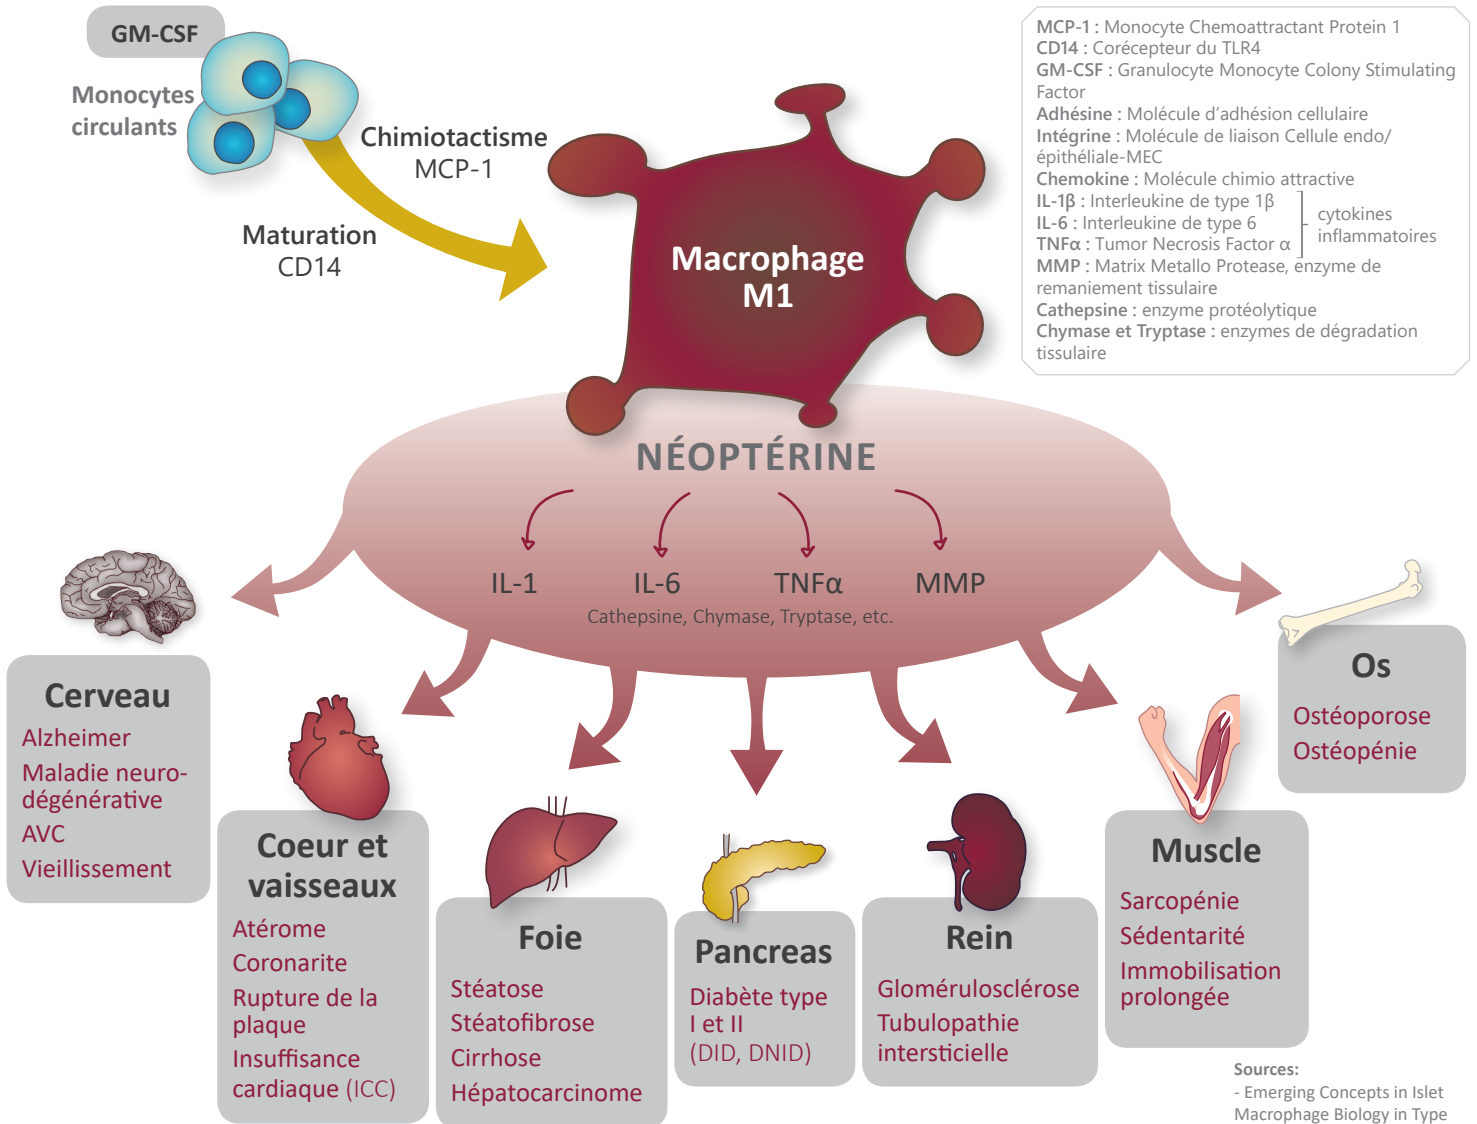 GM-CSF
Monocytes
circulants
Chimiotactisme
MCP-1
Maturation
CD14
Macrophage
M1
MCP-1 : Monocyte Chemoattractant Protein 1
CD14 : Corécepteur du TLR4
GM-CSF : Granulocyte Monocyte Colony Stimulating
Factor
Adhésine : Molécule d'adhésion cellulaire
Intégrine : Molécule de liaison Cellule endo/
épithéliale-MEC
Chemokine : Molécule chimio attractive
IL-1β : Interleukine de type 1β
IL-6 : Interleukine de type 6
TNFα : Tumor Necrosis Factor α
cytokines
inflammatoires
MMP : Matrix Metallo Protease, enzyme de
remaniement tissulaire
Cathepsine : enzyme protéolytique
Chymase et Tryptase : enzymes de dégradation
tissulaire
NÉOPTÉRINE
IL-1
IL-6
TNFα
MMP
Cathepsine, Chymase, Tryptase, etc.
Cerveau
Alzheimer
Maladie neuro-
dégénérative
AVC
Vieillissement
Coeur et
vaisseaux
Atérome
Coronarite
Rupture de la
plaque
Insuffisance
cardiaque (ICC)
Foie
Stéatose
Stéatofibrose
Cirrhose
Hépatocarcinome
Pancreas
Diabète type
I et II
(DID, DNID)
Rein
Glomérulosclérose
Tubulopathie
intersticielle
Muscle
Sarcopénie
Sédentarité
Immobilisation
prolongée
Os
Ostéoporose
Ostéopénie
Sources:
- Emerging Concepts in Islet
Macrophage Biology in Type